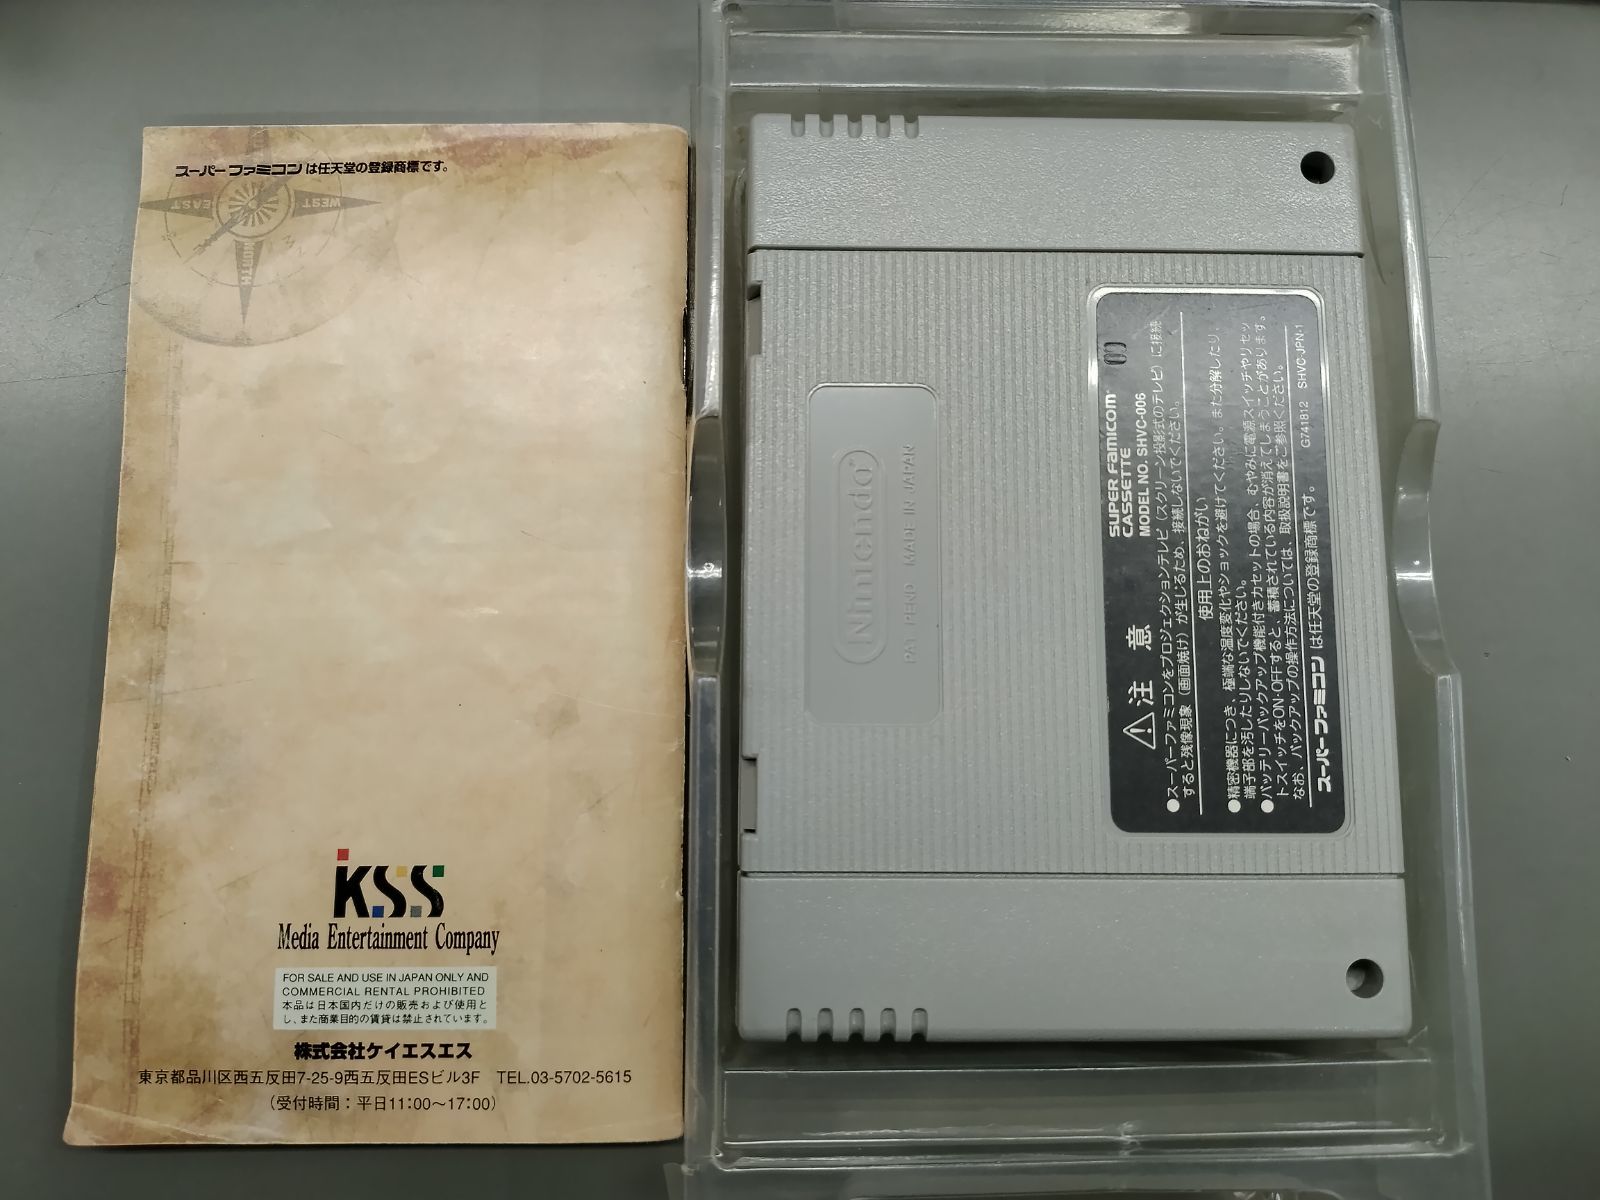 スーパーファミコンは任天堂の登録商標です。
WEST
EAST
NORTH
KSS
Media Entertainment Company
FOR SALE AND USE IN JAPAN ONLY AND
COMMERCIAL RENTAL PROHIBITED
本品は日本国内だけの販売および使用と
し、また商業目的の賃貸は禁止されています。
株式会社ケイエスエス
東京都品川区西五反田7-25-9西五反田ESビル3F TEL.03-5702-5615
(受付時間：平日11:00～17:00)
Nintendo®
PAT. PEND. MADE IN JAPAN
SUPER Famicom™
CASSETTE
MODEL NO. SHVC-006
00
注意
●スーパーファミコンをプロジェクションテレビ（スクリーン投影式のテレビ）に接続
すると残像現象（画面焼け）が生じるため、接続しないでください。
使用上のおねがい
●精密機器につき、極端な温度変化やショックを避けてください。また分解したり、
端子部を汚したりしないでください。
●バッテリーバックアップ機能付きカセットの場合、むやみに電源スイッチやリセッ
トスイッチをON・OFFすると、蓄積されている内容が消えてしまうことがあります。
なお、バックアップの操作方法については、取扱説明書をご参照ください。
G741812 SHVC-JPN-1
スーパーファミコンは任天堂の登録商標です。